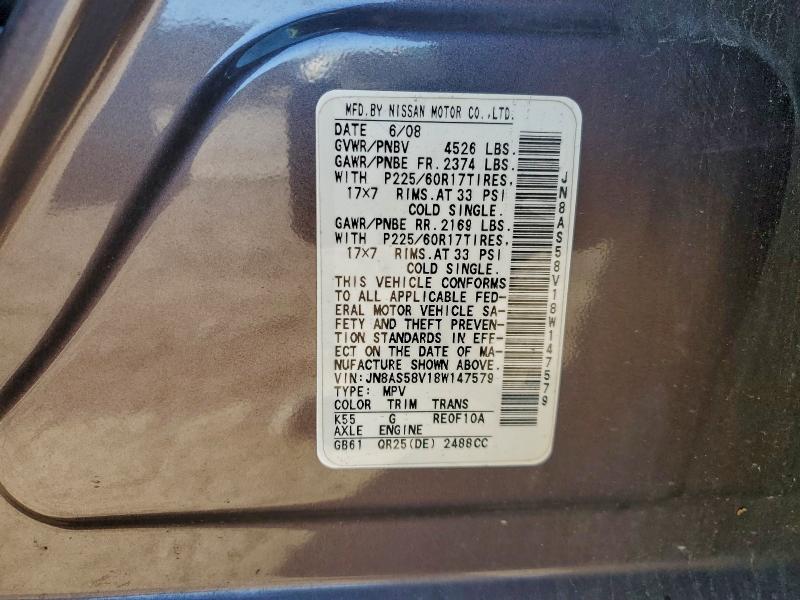 MFD.BY NISSAN MOTOR CO.,LTD.
DATE 6/08
GVWR/PNBV 4526 LBS.
GAWR/PNBE FR. 2374 LBS.
WITH P225/60R17TIRES,
17×7 RIMS.AT 33 PSI
COLD SINGLE.
GAWR/PNBE RR. 2169 LBS.
WITH P225/60R17TIRES,
17×7 RIMS.AT 33 PSI
COLD SINGLE.
THIS VEHICLE CONFORMS
TO ALL APPLICABLE FED-
ERAL MOTOR VEHICLE SA-
FETY AND THEFT PREVEN-
TION STANDARDS IN EFF-
ECT ON THE DATE OF MA-
NUFACTURE SHOWN ABOVE.
VIN:JN8AS58V18W147579
TYPE: MPV
COLOR TRIM TRANS
K55 G RE0F10A
AXLE ENGINE
GB61 QR25(DE) 2488CC
JN8AS58V18W147579